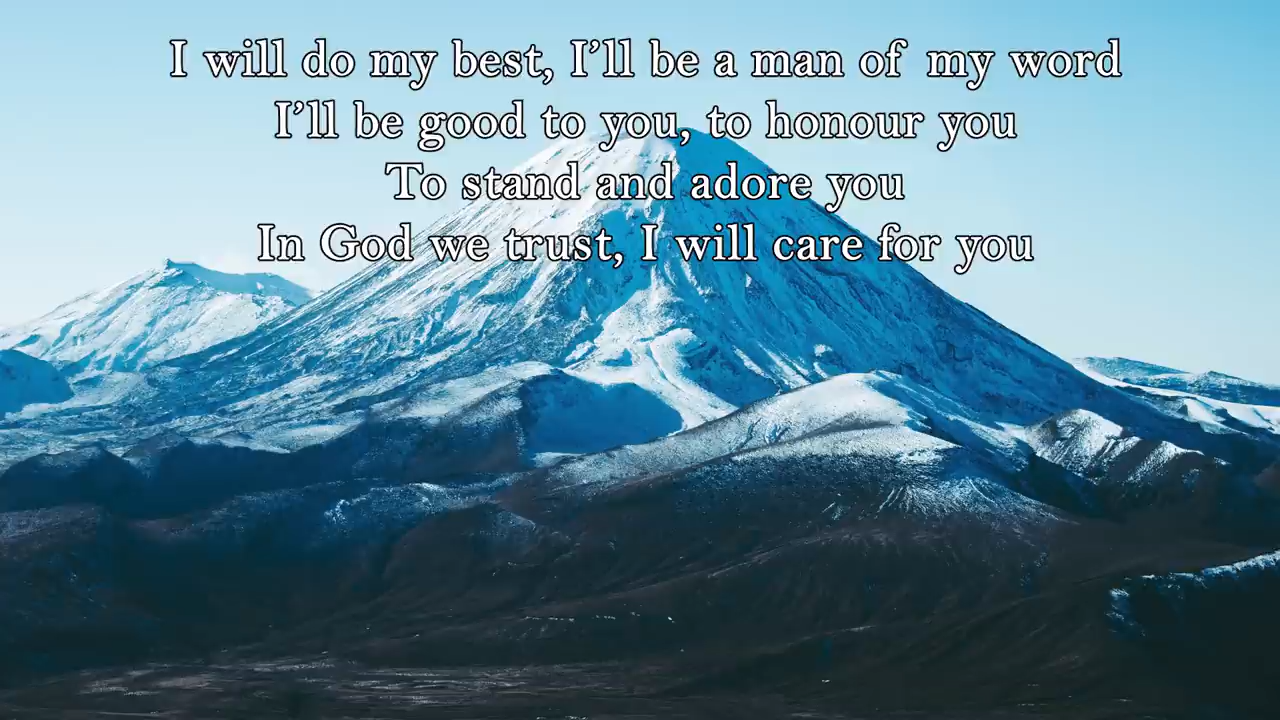 I will do my best, I’ll be a man of my word
I’ll be good to you, to honour you
To stand and adore you
In God we trust, I will care for you